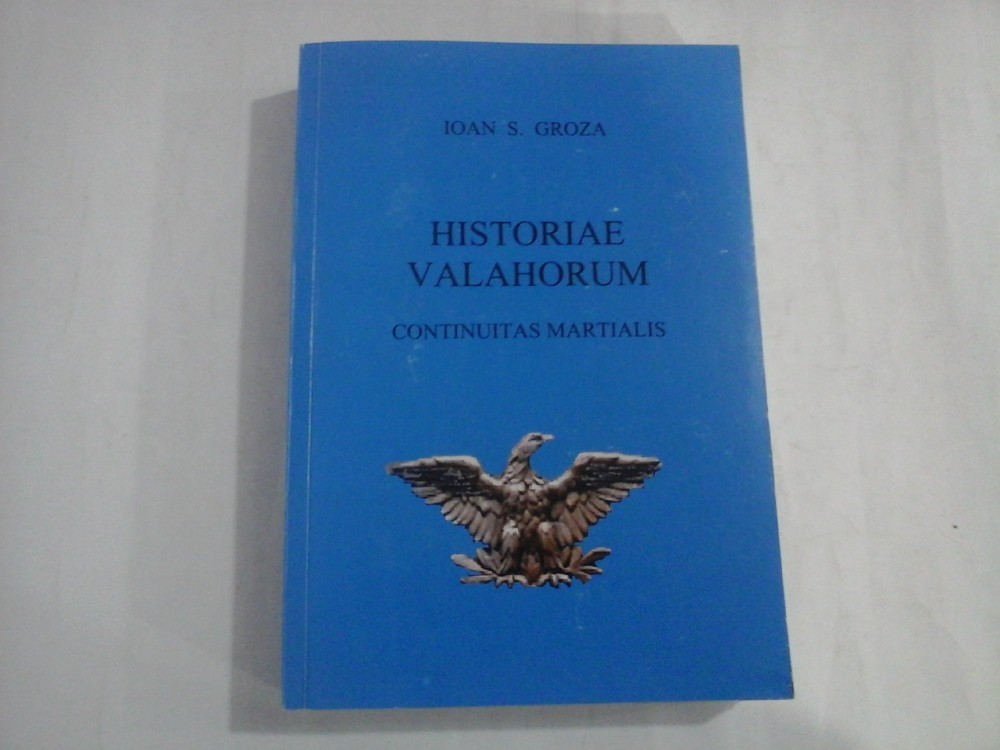 IOAN S. GROZA
HISTORIAE
VALAHORUM
CONTINUITAS MARTIALIS